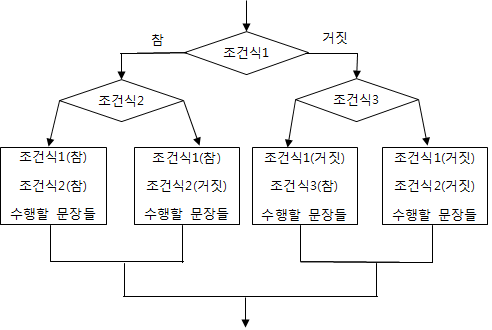 참
거짓
조건식1
조건식2
조건식3
조건식1(참)
조건식2(참)
수행할 문장들
조건식1(참)
조건식2(거짓)
수행할 문장들
조건식1(거짓)
조건식3(참)
수행할 문장들
조건식1(거짓)
조건식2(거짓)
수행할 문장들